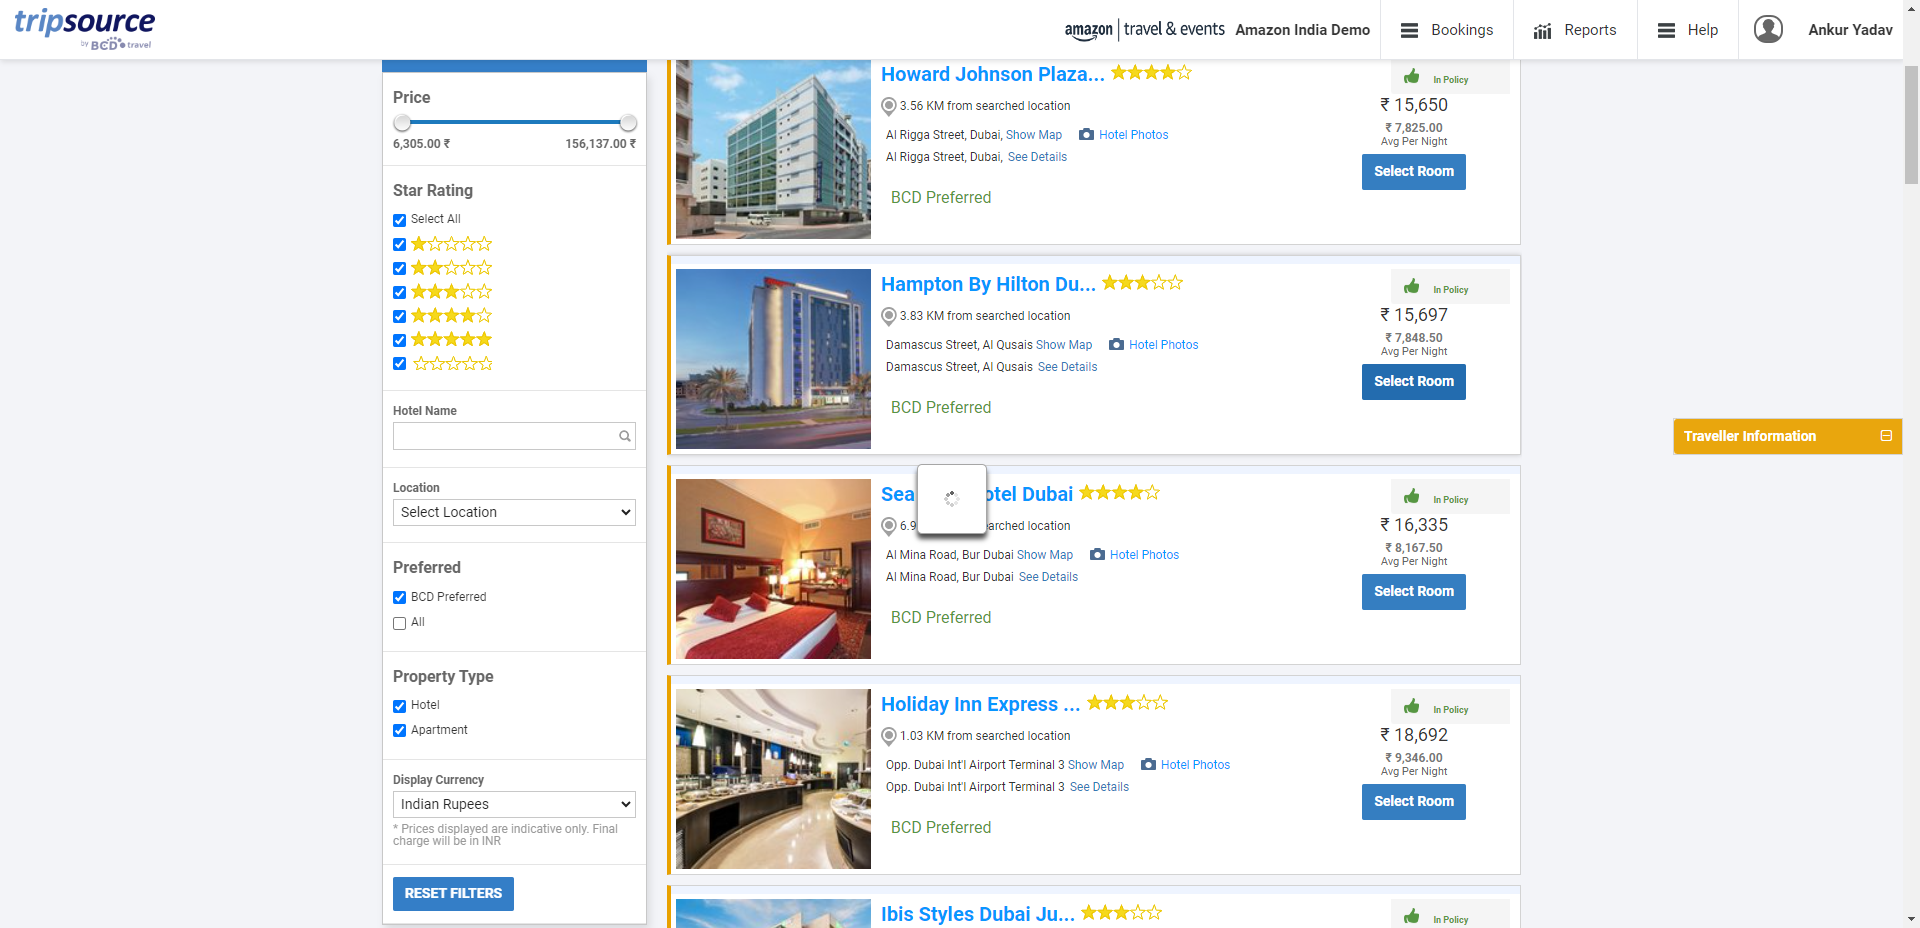 tripsource
by BCD travel
amazon | travel & events
Amazon India Demo
Bookings
Reports
Help
Ankur Yadav
Price
6,305.00 ₹
156,137.00 ₹
Star Rating
Select All
Hotel Name
Location
Select Location
Preferred
BCD Preferred
All
Property Type
Hotel
Apartment
Display Currency
Indian Rupees
* Prices displayed are indicative only. Final
charge will be in INR
RESET FILTERS
Howard Johnson Plaza...
3.56 KM from searched location
Al Rigga Street, Dubai, Show Map Hotel Photos
Al Rigga Street, Dubai, See Details
BCD Preferred
In Policy
₹ 15,650
₹ 7,825.00
Avg Per Night
Select Room
Hampton By Hilton Du...
3.83 KM from searched location
Damascus Street, Al Qusais Show Map Hotel Photos
Damascus Street, Al Qusais See Details
BCD Preferred
In Policy
₹ 15,697
₹ 7,848.50
Avg Per Night
Select Room
Dubai
6.9
location
Al Mina Road, Bur Dubai Show Map Hotel Photos
Al Mina Road, Bur Dubai See Details
BCD Preferred
In Policy
₹ 16,335
₹ 8,167.50
Avg Per Night
Select Room
Holiday Inn Express ...
1.03 KM from searched location
Opp. Dubai Int'l Airport Terminal 3 Show Map Hotel Photos
Opp. Dubai Int'l Airport Terminal 3 See Details
BCD Preferred
In Policy
₹ 18,692
₹ 9,346.00
Avg Per Night
Select Room
Ibis Styles Dubai Ju...
In Policy
Traveller Information